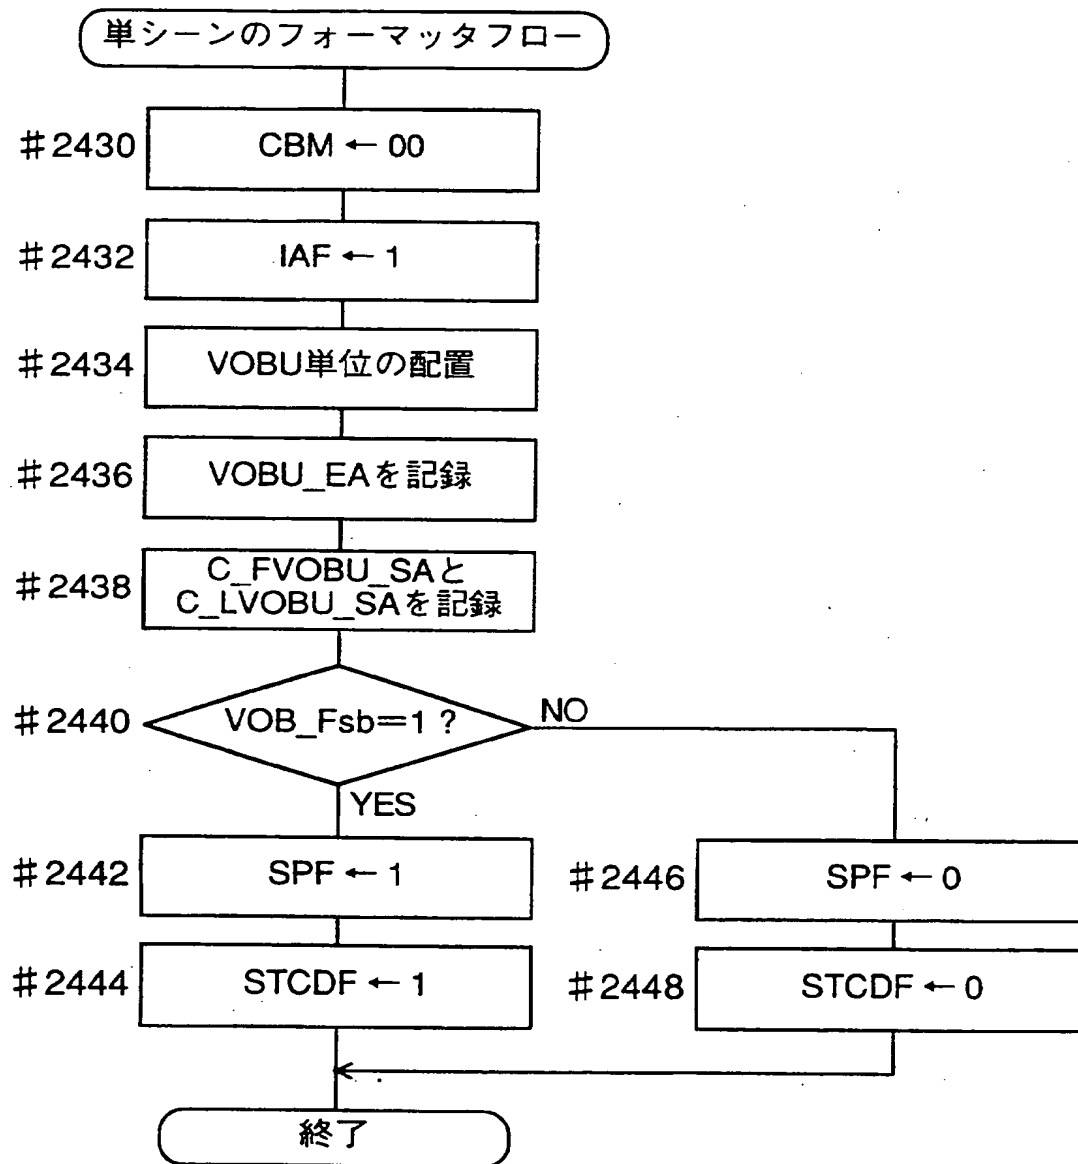 単シーンのフォーマッタフロー
#2430
CBM ← 00
#2432
IAF ← 1
#2434
VOBU単位の配置
#2436
VOBU_EAを記録
#2438
C_FVOBU_SAと
C_LVOBU_SAを記録
#2440
VOB_Fsb=1 ?
NO
YES
#2442
SPF ← 1
#2446
SPF ← 0
#2444
STCDF ← 1
#2448
STCDF ← 0
終了